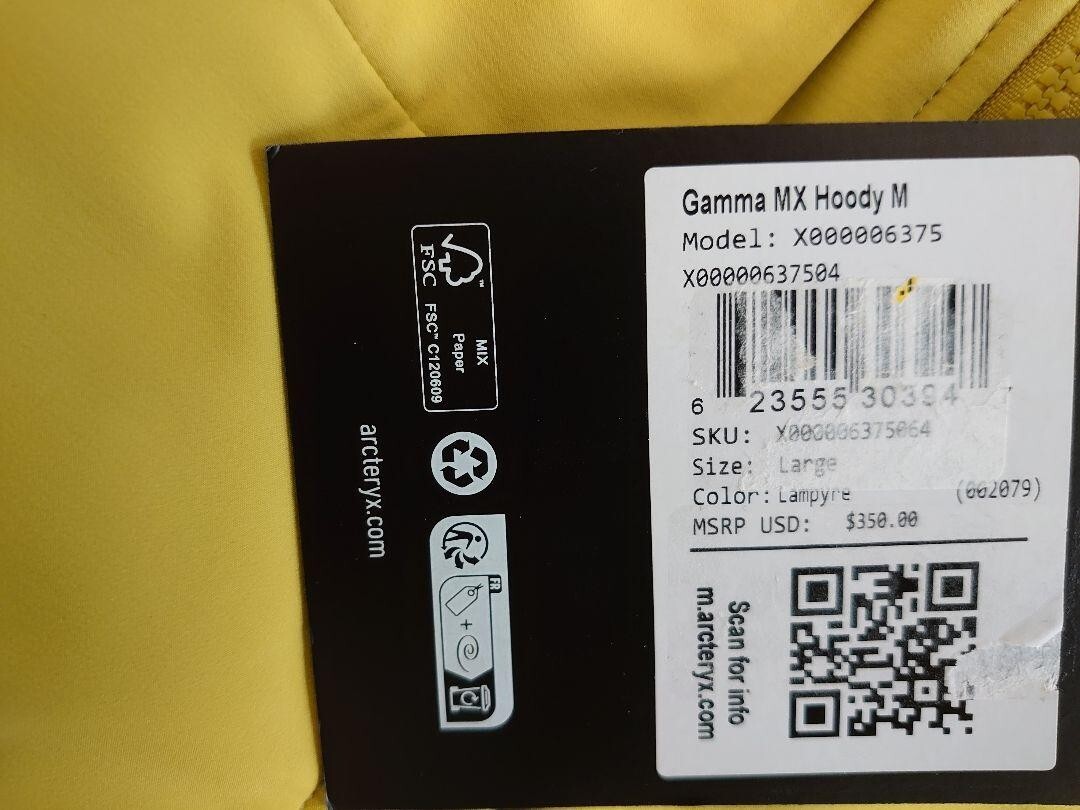 Gamma MX Hoody M
Model: X000006375
X00000637504
6 23555 30394
SKU: X000006375064
Size: Large
Color: Lampyre (002079)
MSRP USD: $350.00
Scan for info
m.arcteryx.com
FSC
MIX
Paper
FSC™ C120609
arcteryx.com
FR
+